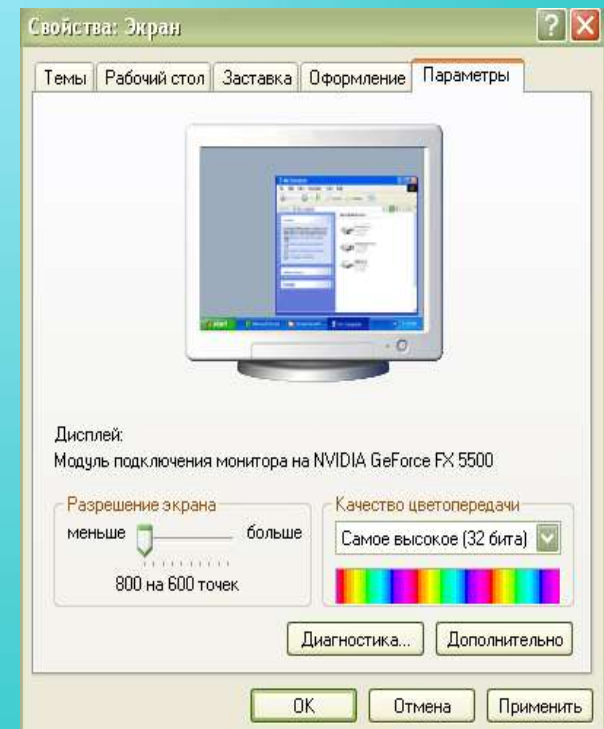 Свойства: Экран
Темы Рабочий стол Заставка Оформление Параметры
Дисплей:
Модуль подключения монитора на NVIDIA GeForce FX 5500
Разрешение экрана
меньше больше
800 на 600 точек
Качество цветопередачи
Самое высокое (32 бита)
Диагностика... Дополнительно
OK Отмена Применить